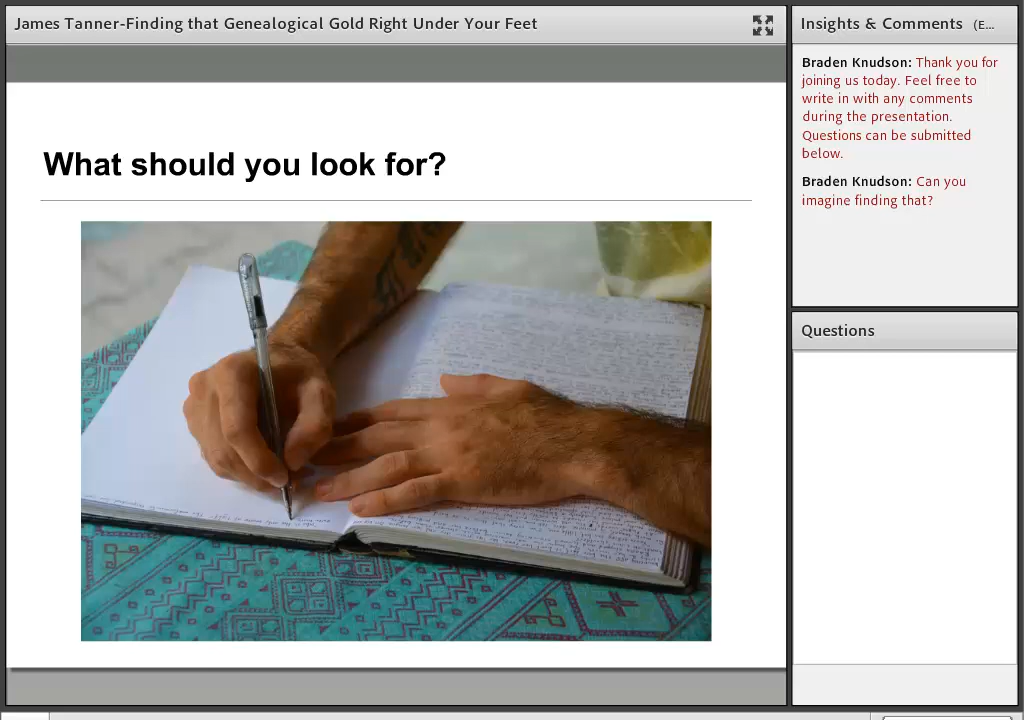 James Tanner-Finding that Genealogical Gold Right Under Your Feet
What should you look for?
Insights & Comments (E...
Braden Knudson: Thank you for
joining us today. Feel free to
write in with any comments
during the presentation.
Questions can be submitted
below.
Braden Knudson: Can you
imagine finding that?
Questions